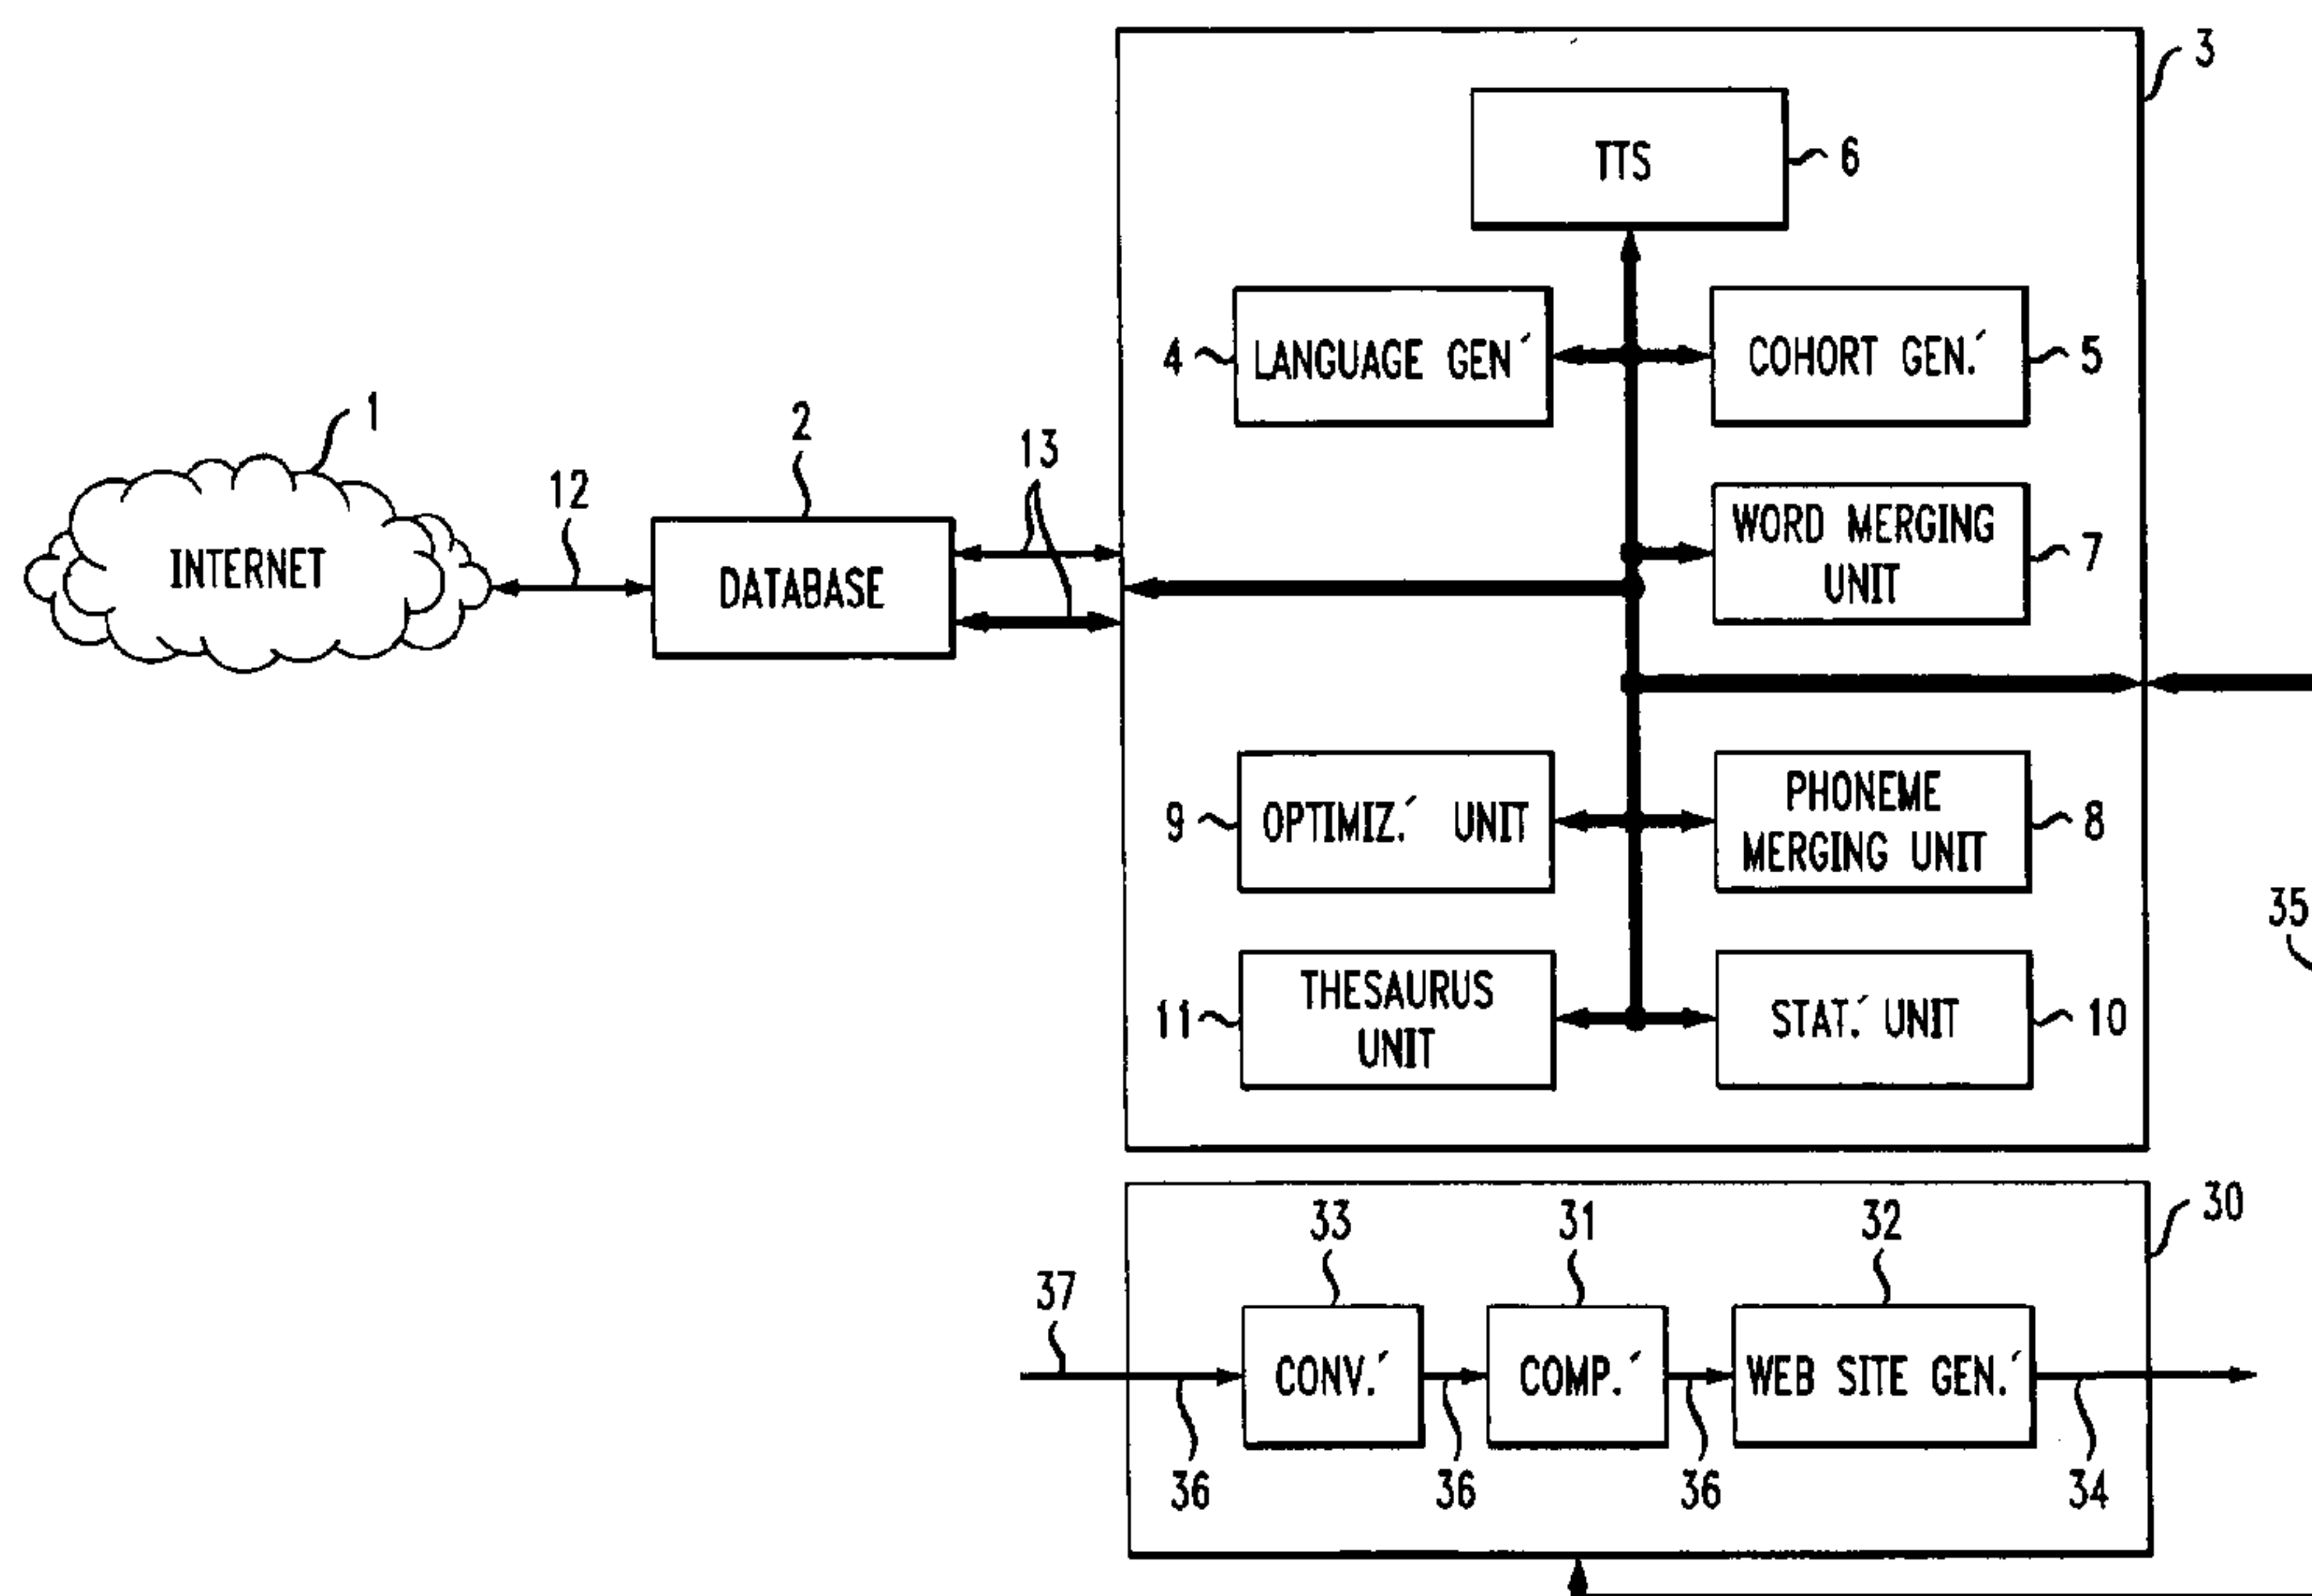 3
TTS
6
4
LANGUAGE GEN´
COHORT GEN.´
5
1
2
13
12
INTERNET
DATABASE
WORD MERGING
UNIT
7
9
OPTIMIZ.´ UNIT
PHONEME
MERGING UNIT
8
35
11
THESAURUS
UNIT
STAT.´ UNIT
10
30
33
31
32
37
CONV.´
COMP.´
WEB SITE GEN.´
36
36
36
34